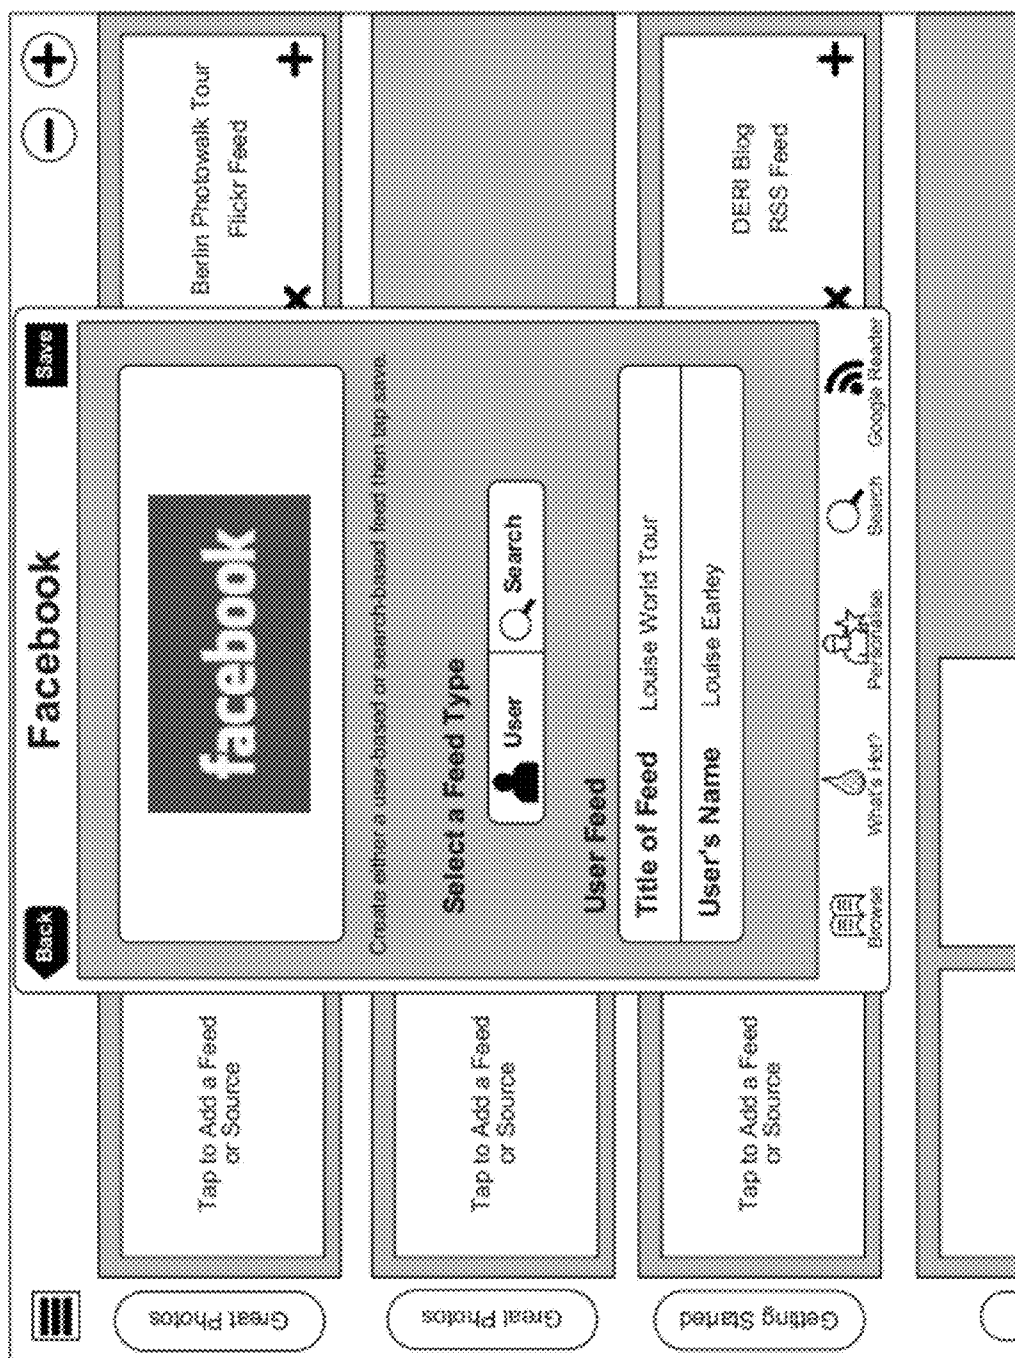 Great Photos
Tap to Add a Feed
or Source
Berlin Photowalk Tour
Flickr Feed
Great Photos
Tap to Add a Feed
or Source
Getting Started
Tap to Add a Feed
or Source
DERI Blog
RSS Feed
Back
Facebook
Save
facebook
Create either a user-based or search-based feed then tap save.
Select a Feed Type
User
Search
User Feed
Title of Feed Louise World Tour
User's Name Louise Earley
Browse
What's Hot?
Personalise
Search
Google Reader